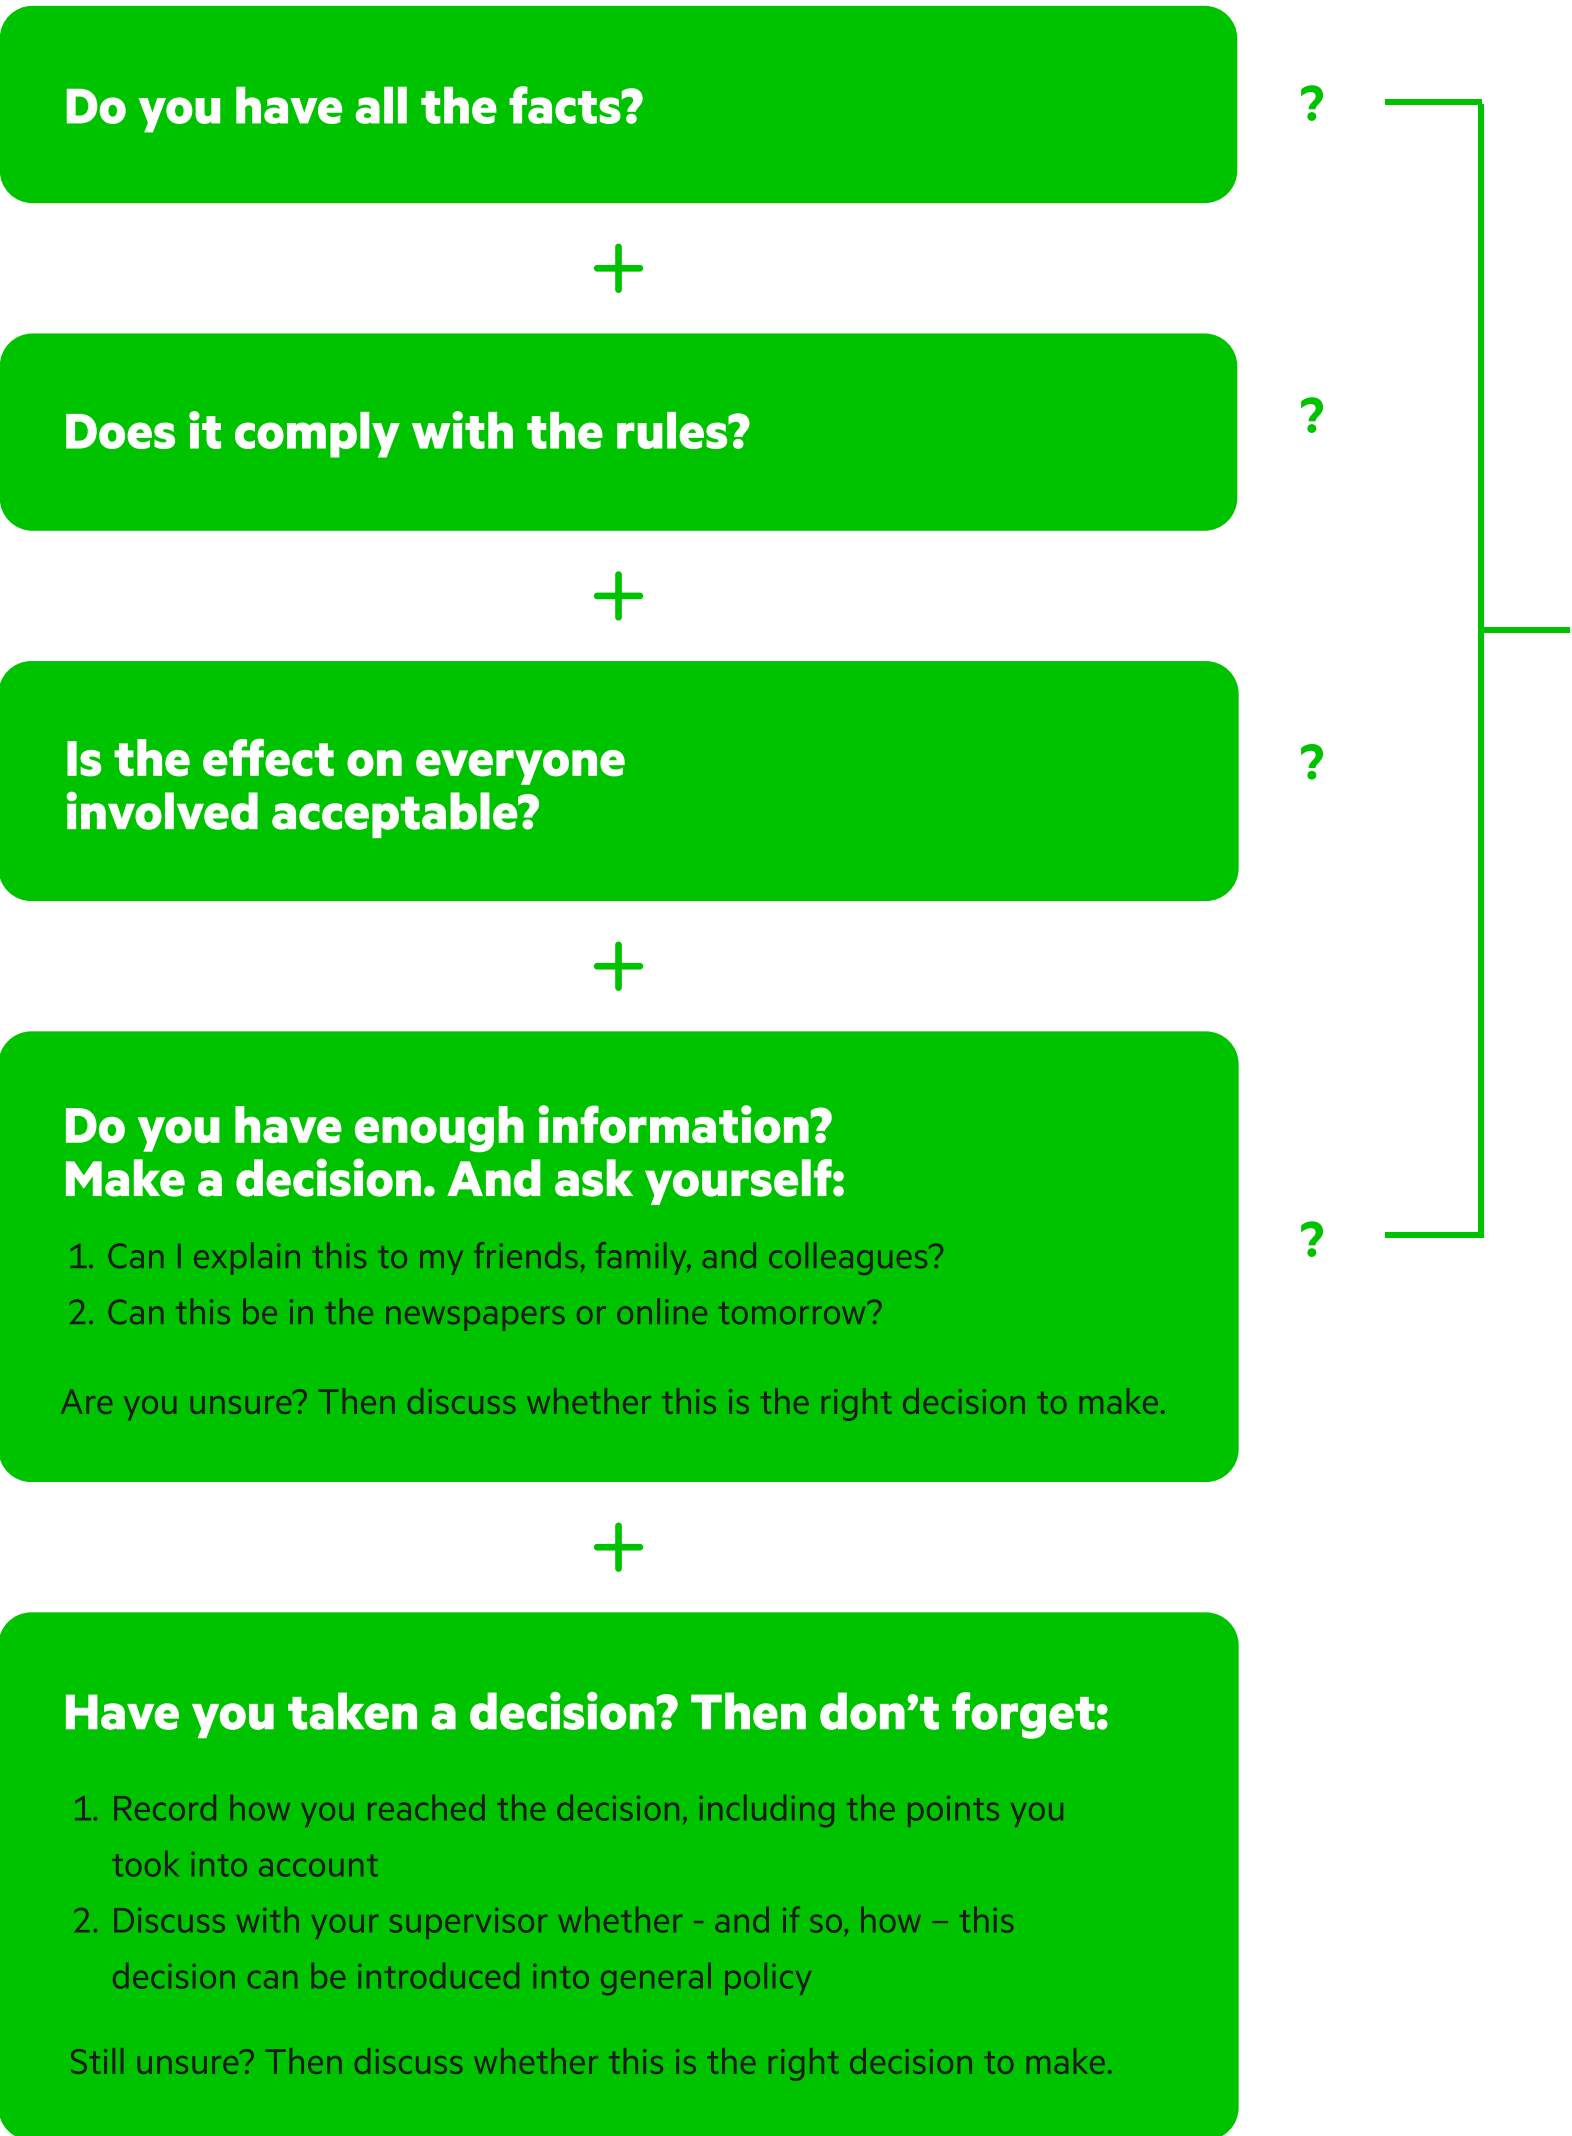 Do you have all the facts?
?
+
Does it comply with the rules?
?
+
Is the effect on everyone
involved acceptable?
?
+
Do you have enough information?
Make a decision. And ask yourself:
1. Can I explain this to my friends, family, and colleagues?
2. Can this be in the newspapers or online tomorrow?
?
Are you unsure? Then discuss whether this is the right decision to make.
+
Have you taken a decision? Then don’t forget:
1. Record how you reached the decision, including the points you
took into account
2. Discuss with your supervisor whether - and if so, how – this
decision can be introduced into general policy
Still unsure? Then discuss whether this is the right decision to make.